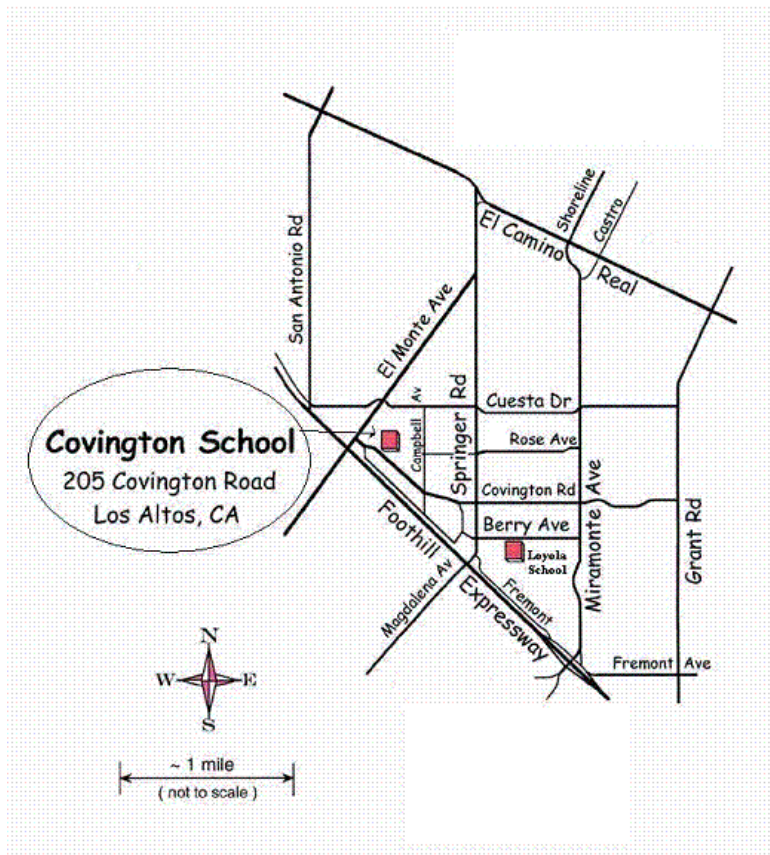 Shoreline
Castro
El Camino
Real
San Antonio Rd
El Monte Ave
Springer Rd
Campbell Av
Cuesta Dr
Covington School
205 Covington Road
Los Altos, CA
Rose Ave
Covington Rd
Berry Ave
Miramonte Ave
Grant Rd
Loyola
School
Foothill
Expressway
Magdalena Av
Fremont
Fremont Ave
N
W E
S
~ 1 mile
( not to scale )